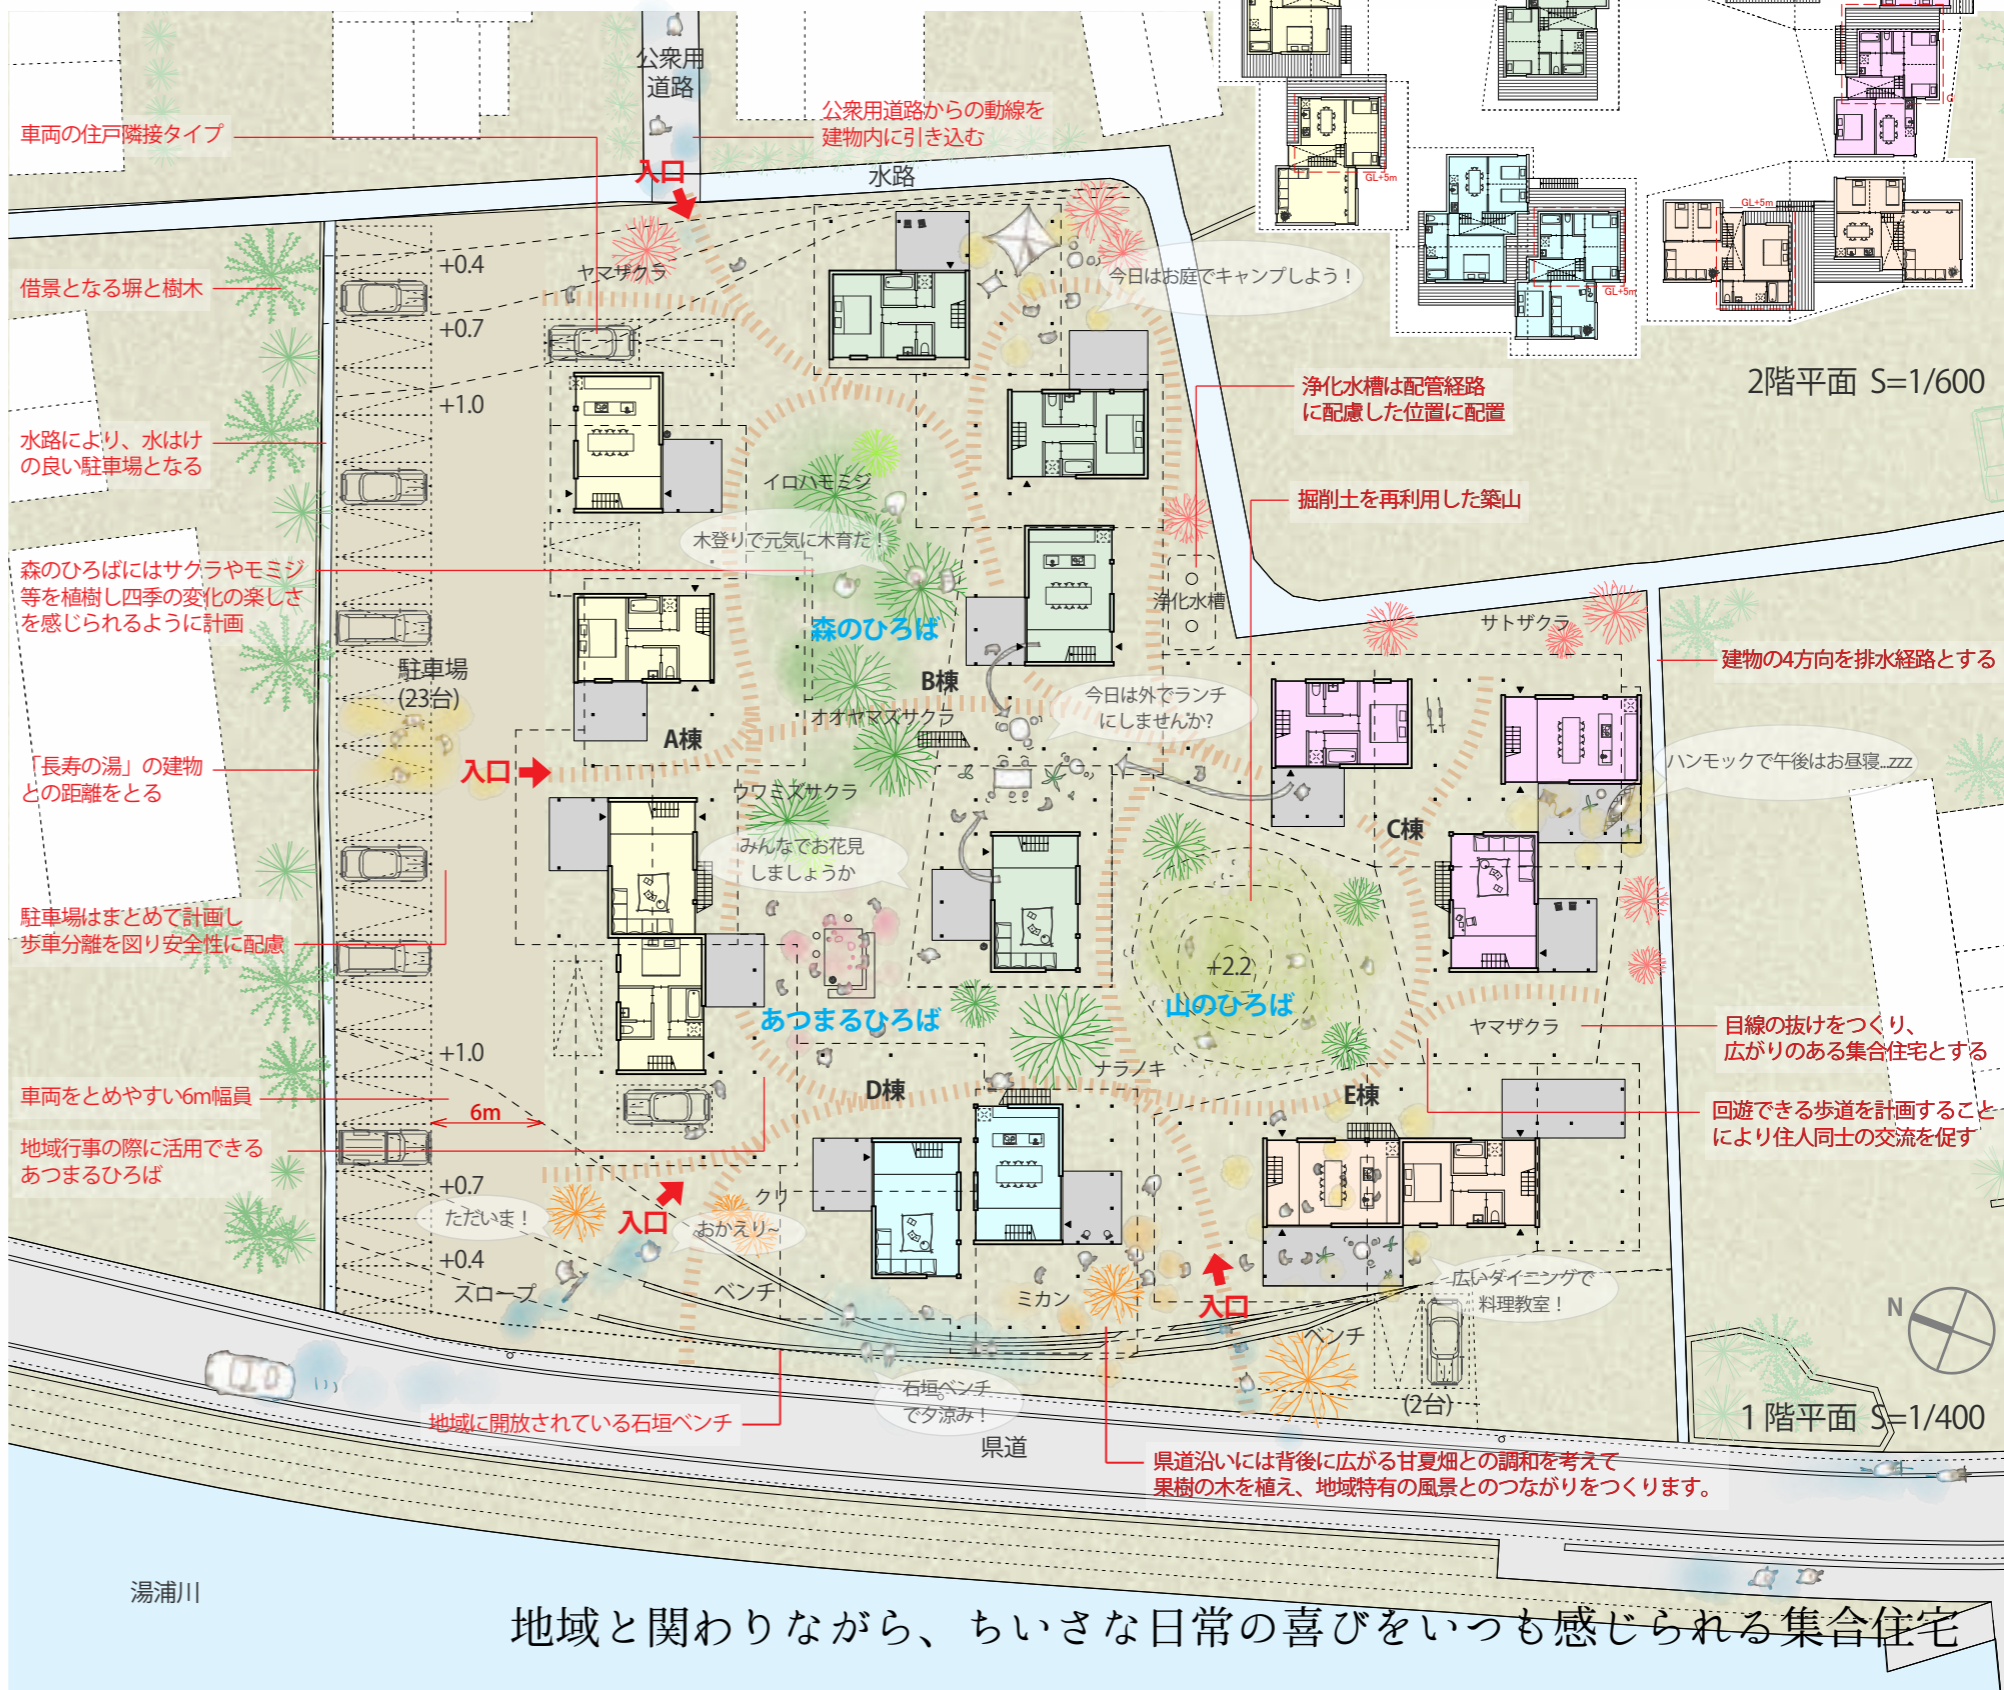 公衆用
道路
車両の住戸隣接タイプ
公衆用道路からの動線を
建物内に引き込む
入口
水路
GL+5m
GL+5m
GL+5m
2階平面 S=1/600
借景となる塀と樹木
+0.4
ヤマザクラ
今日はお庭でキャンプしよう！
+0.7
+1.0
浄化水槽は配管経路
に配慮した位置に配置
水路により、水はけ
の良い駐車場となる
イロハモミジ
掘削土を再利用した築山
木登りで元気に木育だ！
森のひろばにはサクラやモミジ
等を植樹し四季の変化の楽しさ
を感じられるように計画
浄化水槽
森のひろば
サトザクラ
建物の4方向を排水経路とする
駐車場
(23台)
B棟
今日は外でランチ
にしませんか?
オオヤマズサクラ
A棟
入口
「長寿の湯」の建物
との距離をとる
ハンモックで午後はお昼寝...zzz
ウワミズサクラ
C棟
みんなでお花見
しましょうか
駐車場はまとめて計画し
歩車分離を図り安全性に配慮
+2.2
山のひろば
あつまるひろば
ヤマザクラ
目線の抜けをつくり、
広がりのある集合住宅とする
+1.0
ナラノキ
D棟
E棟
車両をとめやすい6m幅員
6m
回遊できる歩道を計画すること
により住人同士の交流を促す
地域行事の際に活用できる
あつまるひろば
+0.7
クリ
ただいま！
入口
おかえり~
+0.4
スロープ
ベンチ
ミカン
入口
広いダイニングで
料理教室！
N
ベンチ
石垣ベンチ
で夕涼み！
(2台)
1階平面 S=1/400
地域に開放されている石垣ベンチ
県道
県道沿いには背後に広がる甘夏畑との調和を考えて
果樹の木を植え、地域特有の風景とのつながりをつくります。
湯浦川
地域と関わりながら、ちいさな日常の喜びをいつも感じられる集合住宅